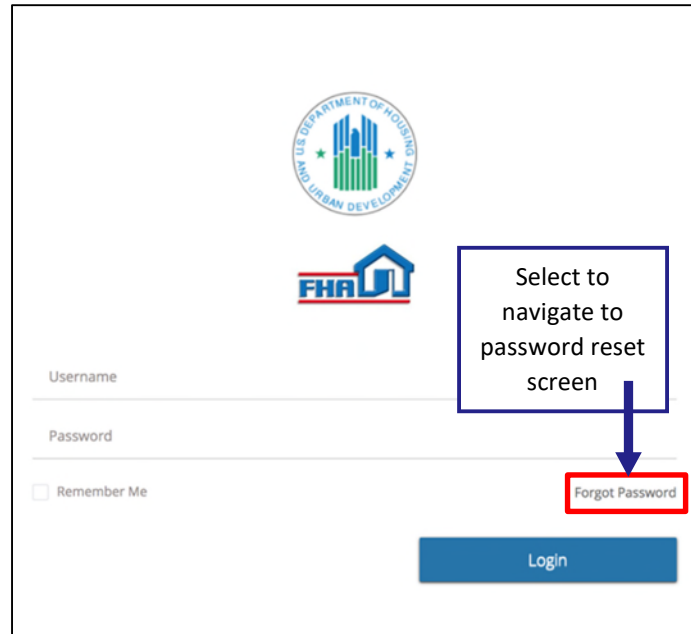 U.S. DEPARTMENT OF HOUSING
AND URBAN DEVELOPMENT
FHA
Select to
navigate to
password reset
screen
Username
Password
Remember Me
Forgot Password
Login